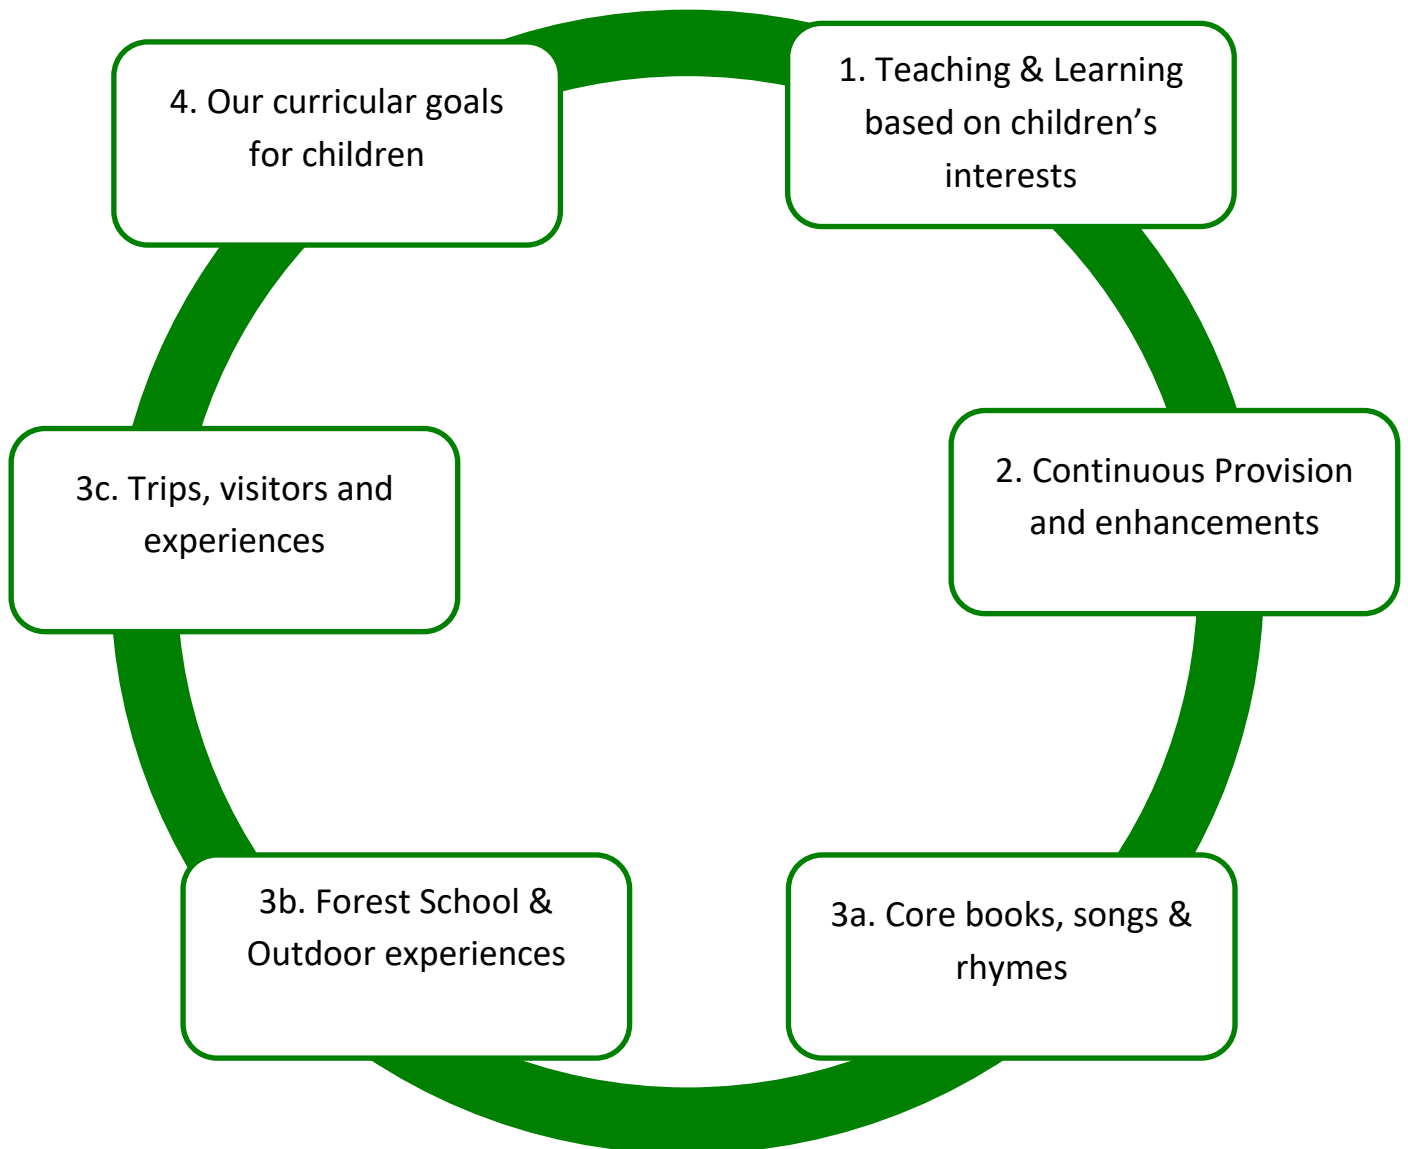 1. Teaching & Learning
based on children’s
interests
2. Continuous Provision
and enhancements
3a. Core books, songs &
rhymes
3b. Forest School &
Outdoor experiences
3c. Trips, visitors and
experiences
4. Our curricular goals
for children